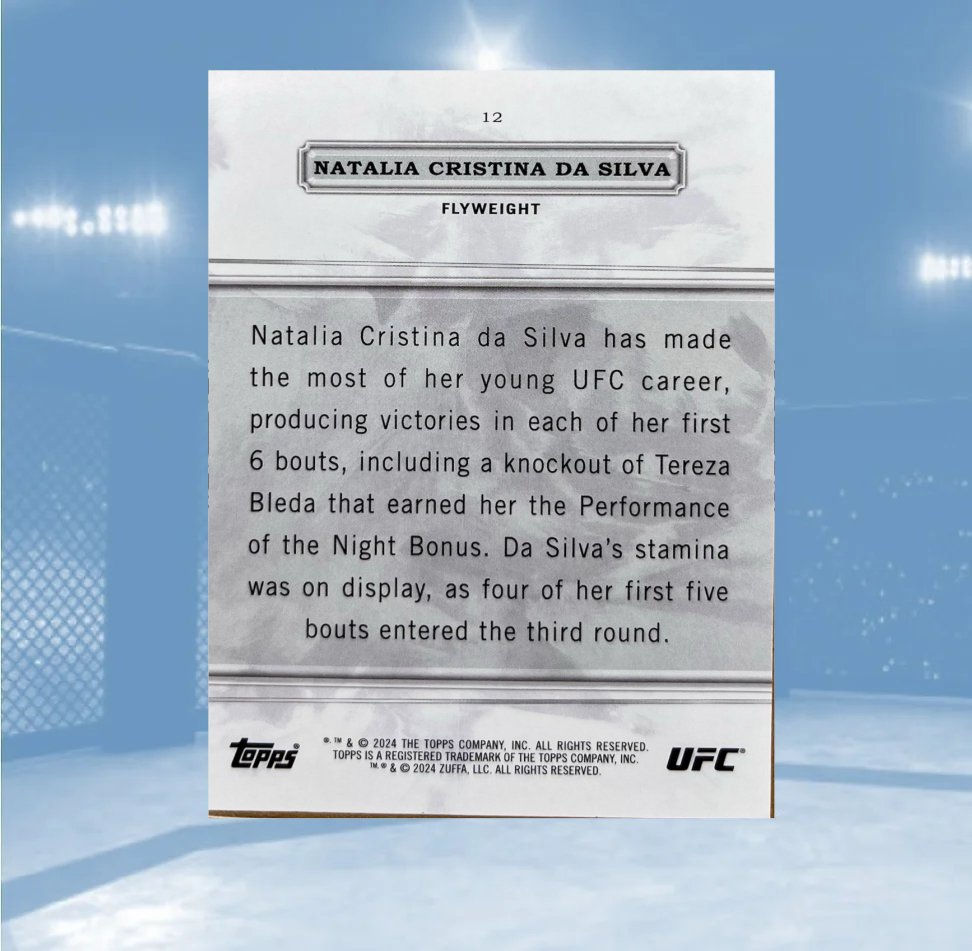 12
NATALIA CRISTINA DA SILVA
FLYWEIGHT
Natalia Cristina da Silva has made
the most of her young UFC career,
producing victories in each of her first
6 bouts, including a knockout of Tereza
Bleda that earned her the Performance
of the Night Bonus. Da Silva's stamina
was on display, as four of her first five
bouts entered the third round.
topps®
®, ™ & © 2024 THE TOPPS COMPANY, INC. ALL RIGHTS RESERVED.
TOPPS IS A REGISTERED TRADEMARK OF THE TOPPS COMPANY, INC.
™, ® & © 2024 ZUFFA, LLC. ALL RIGHTS RESERVED.
UFC®